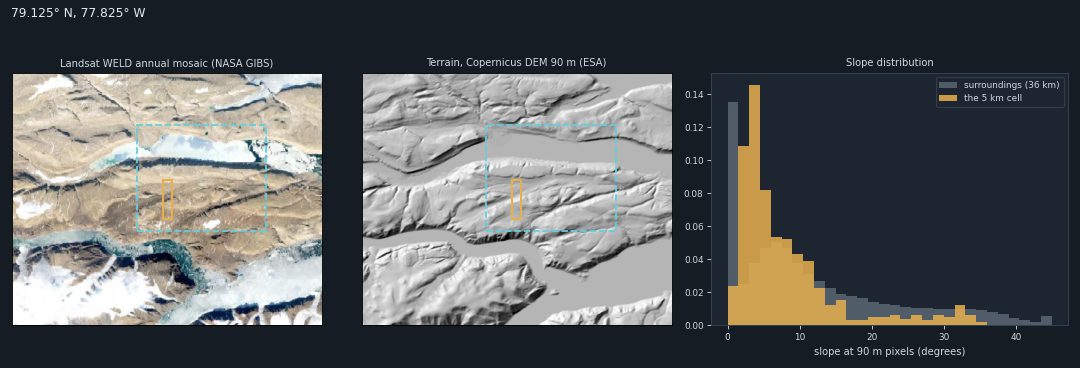 79.125° N, 77.825° W
Landsat WELD annual mosaic (NASA GIBS)
Terrain, Copernicus DEM 90 m (ESA)
Slope distribution
surroundings (36 km)
the 5 km cell
0.14
0.12
0.10
0.08
0.06
0.04
0.02
0.00
0 10 20 30 40
slope at 90 m pixels (degrees)